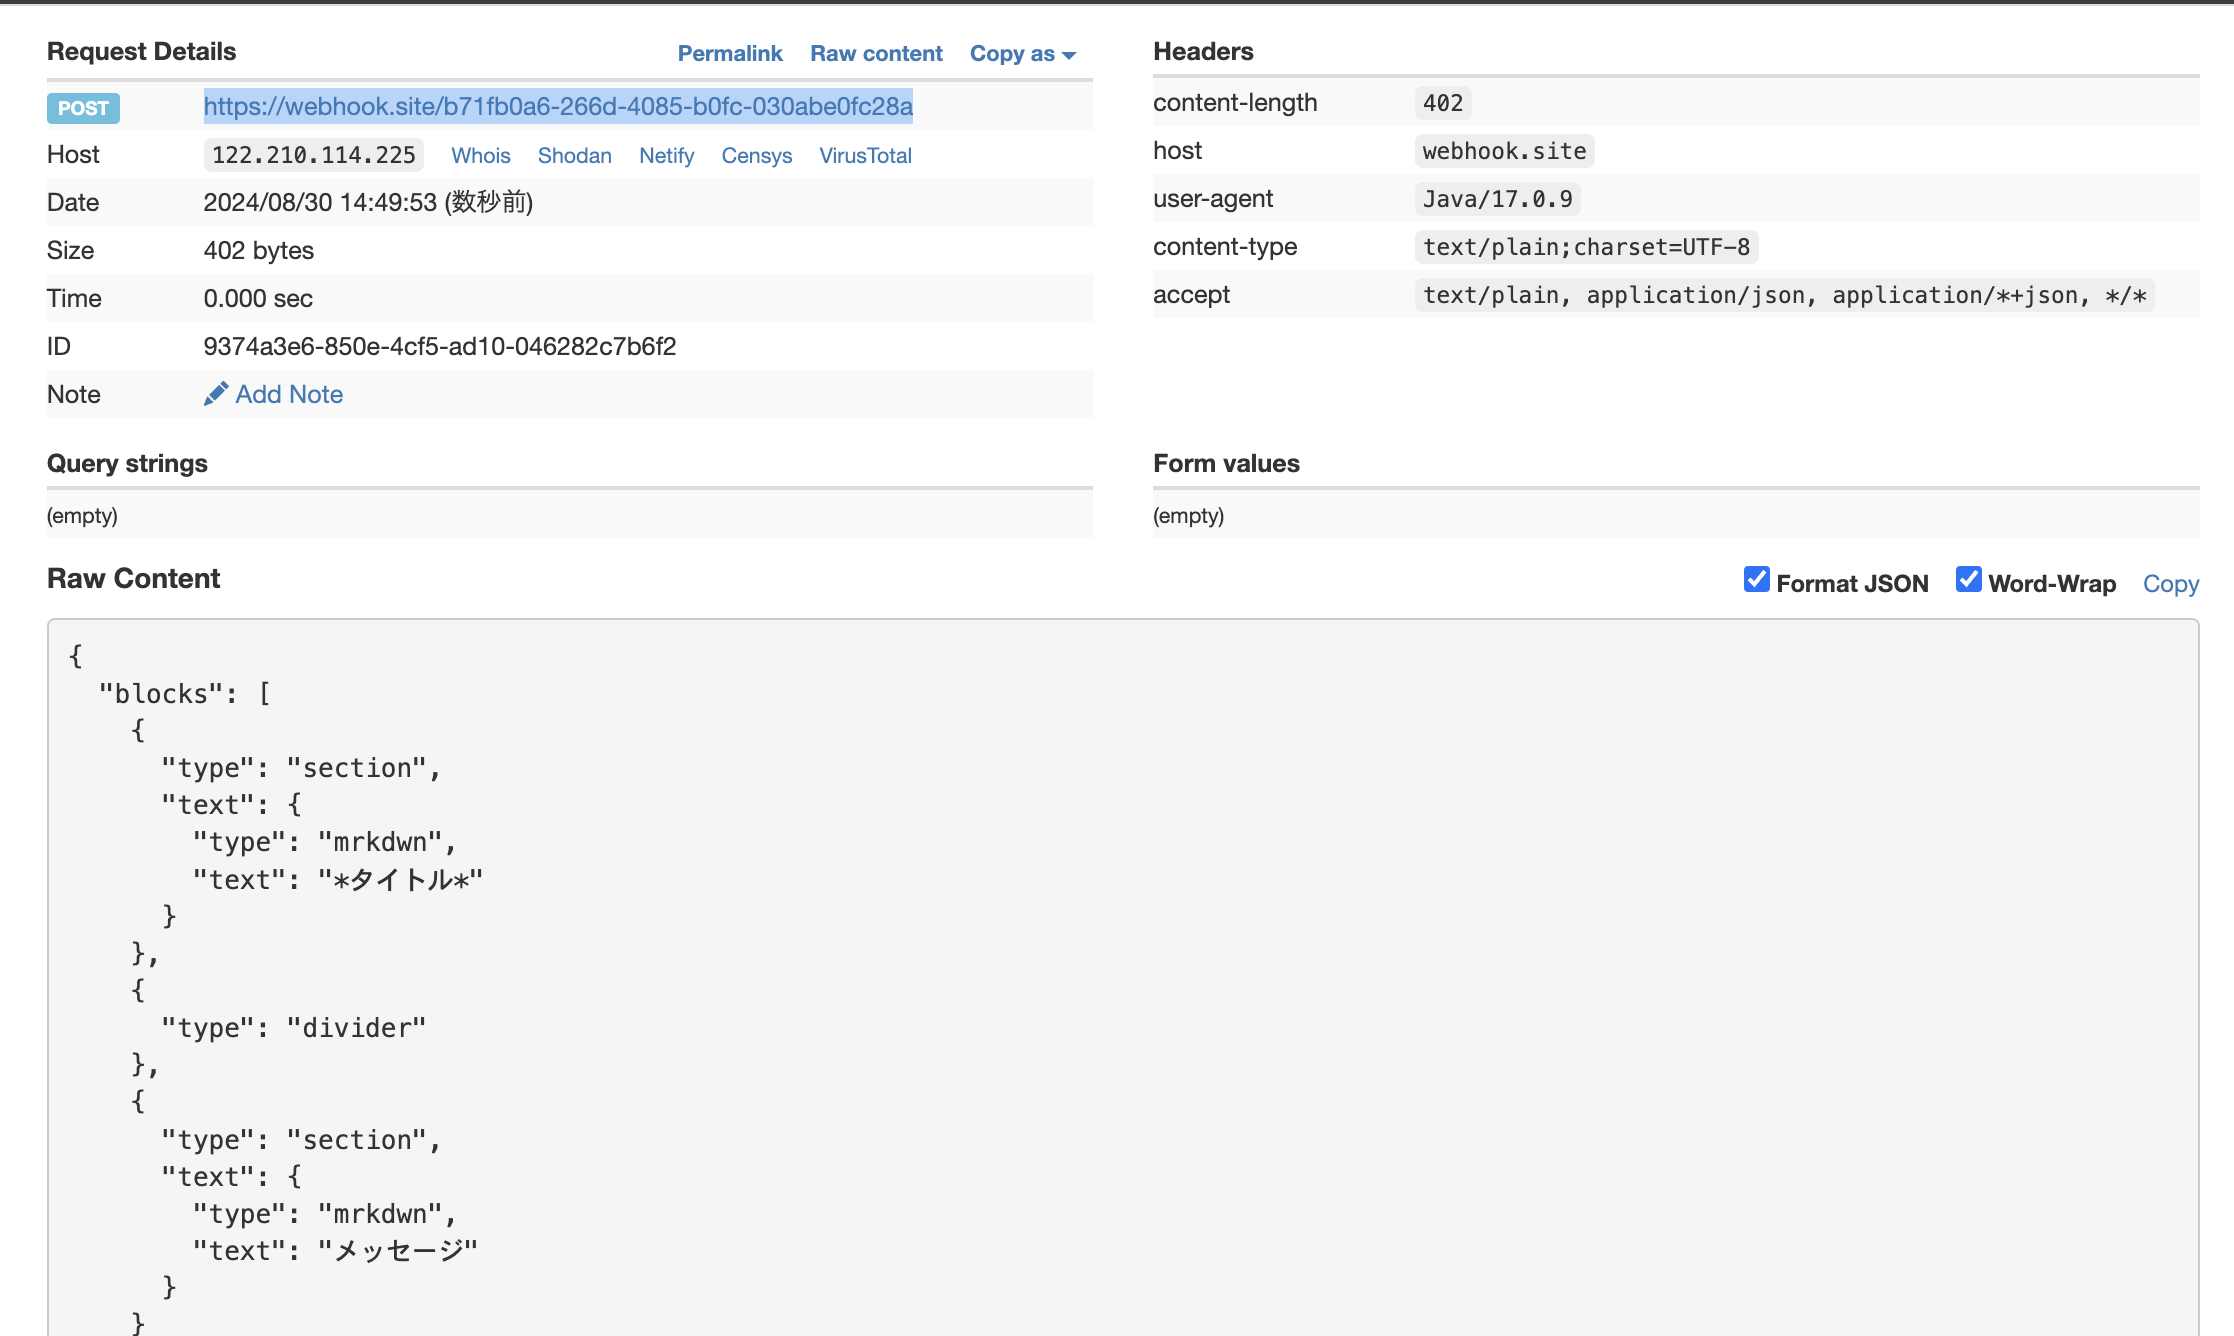 Request Details Permalink Raw content Copy as
POST https://webhook.site/b71fb0a6-266d-4085-b0fc-030abe0fc28a
Host 122.210.114.225 Whois Shodan Netify Censys VirusTotal
Date 2024/08/30 14:49:53 (数秒前)
Size 402 bytes
Time 0.000 sec
ID 9374a3e6-850e-4cf5-ad10-046282c7b6f2
Note Add Note
Headers
content-length 402
host webhook.site
user-agent Java/17.0.9
content-type text/plain;charset=UTF-8
accept text/plain, application/json, application/*+json, */*
Query strings
(empty)
Form values
(empty)
Raw Content Format JSON Word-Wrap Copy
{
  "blocks": [
    {
      "type": "section",
      "text": {
        "type": "mrkdwn",
        "text": "*タイトル*"
      }
    },
    {
      "type": "divider"
    },
    {
      "type": "section",
      "text": {
        "type": "mrkdwn",
        "text": "メッセージ"
      }
    }